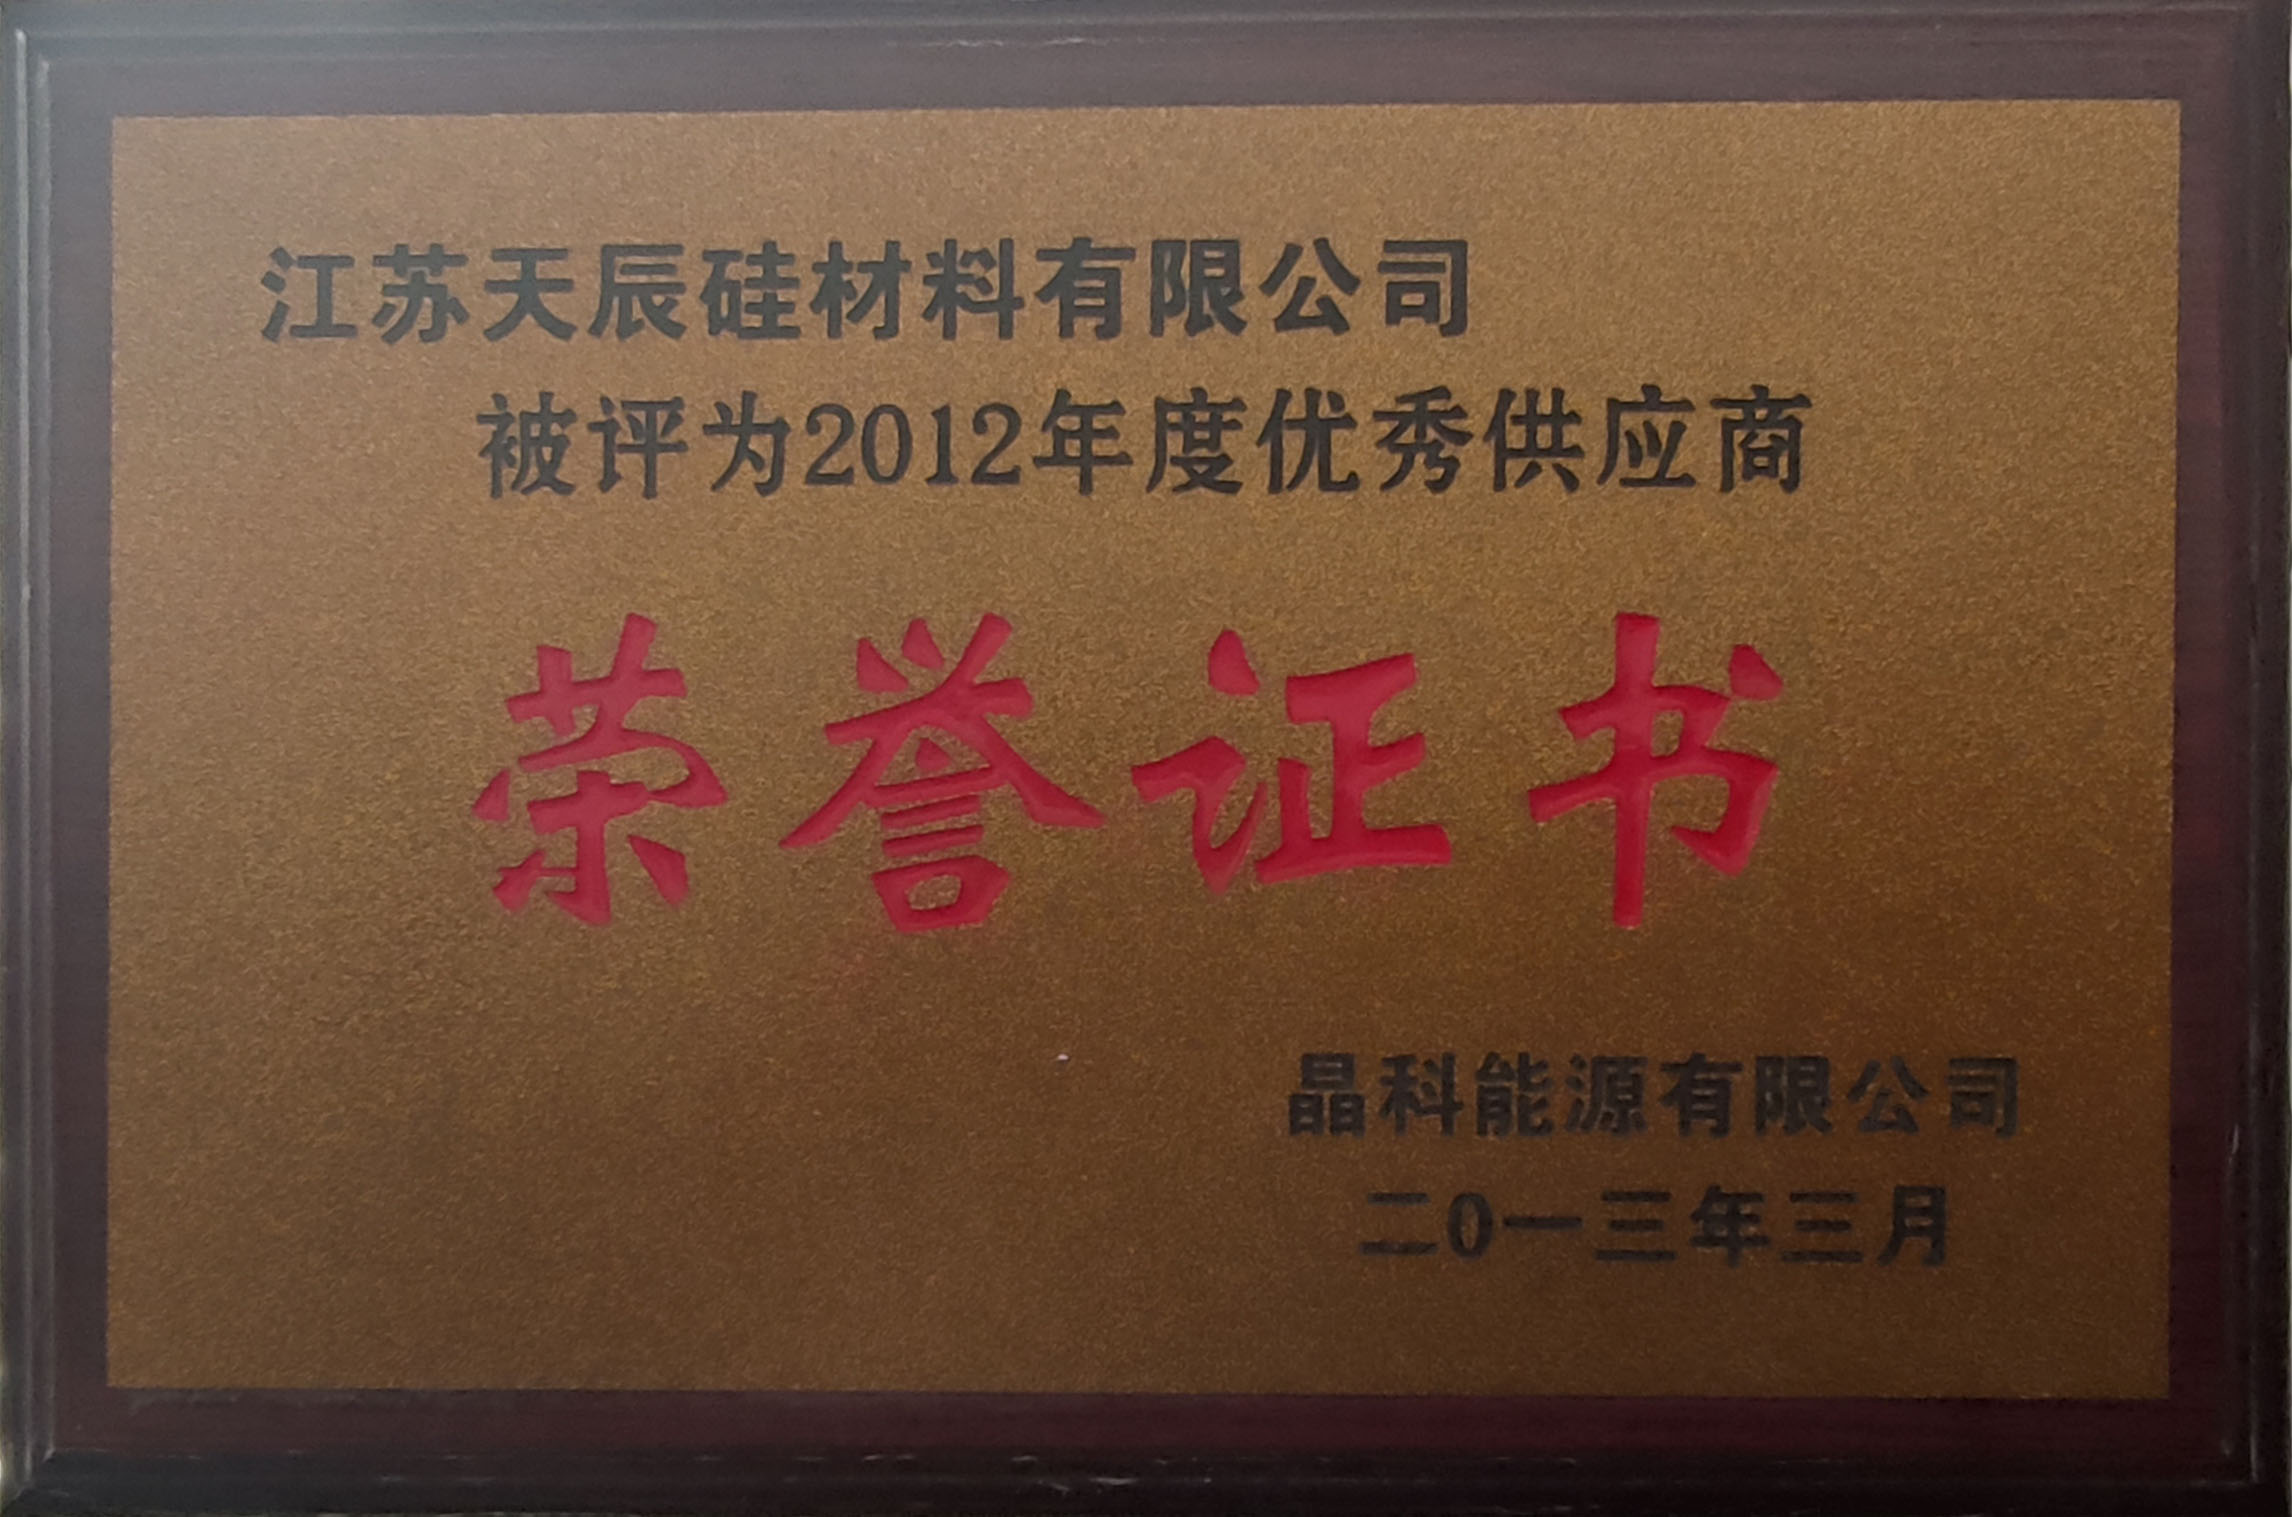 江苏天辰硅材料有限公司
被评为2012年度优秀供应商
荣誉证书
晶科能源有限公司
二0一三年三月